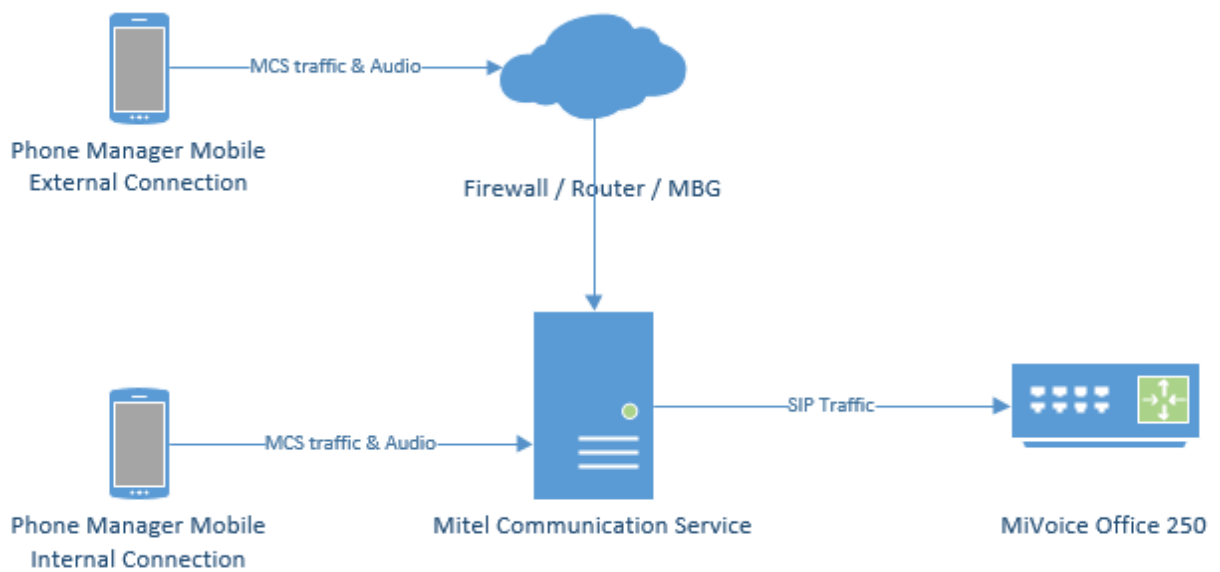 MCS traffic & Audio
Phone Manager Mobile
External Connection
Firewall / Router / MBG
SIP Traffic
MCS traffic & Audio
Phone Manager Mobile
Internal Connection
Mitel Communication Service
MiVoice Office 250